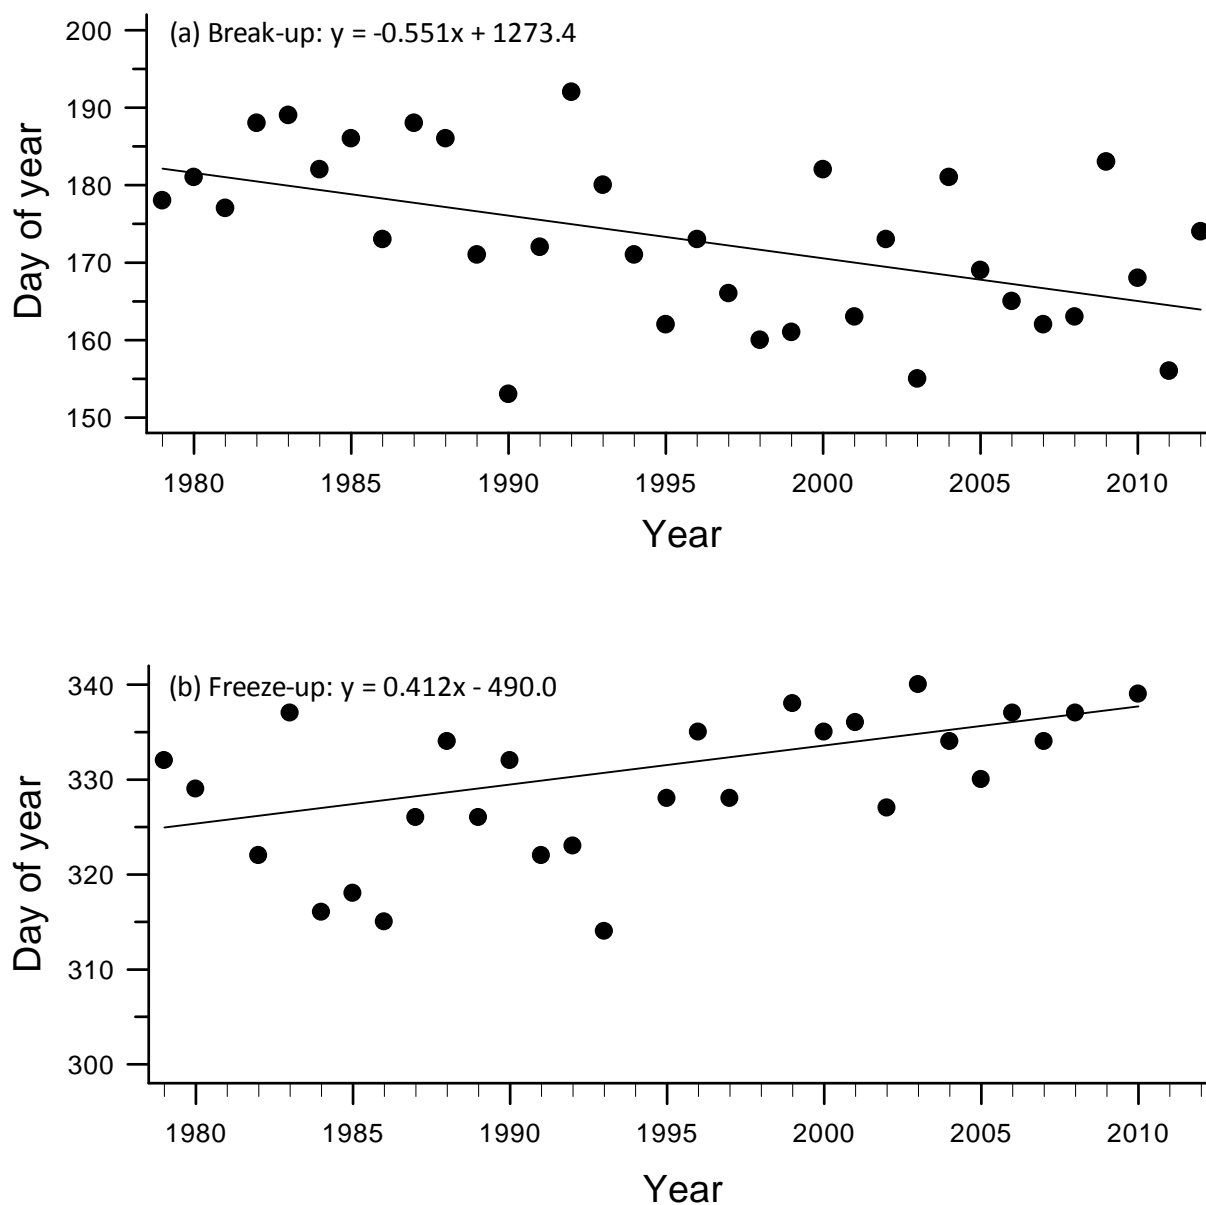 (a) Break-up: y = -0.551x + 1273.4
200
190
180
170
160
150
Day of year
1980 1985 1990 1995 2000 2005 2010
Year
(b) Freeze-up: y = 0.412x - 490.0
340
330
320
310
300
Day of year
1980 1985 1990 1995 2000 2005 2010
Year